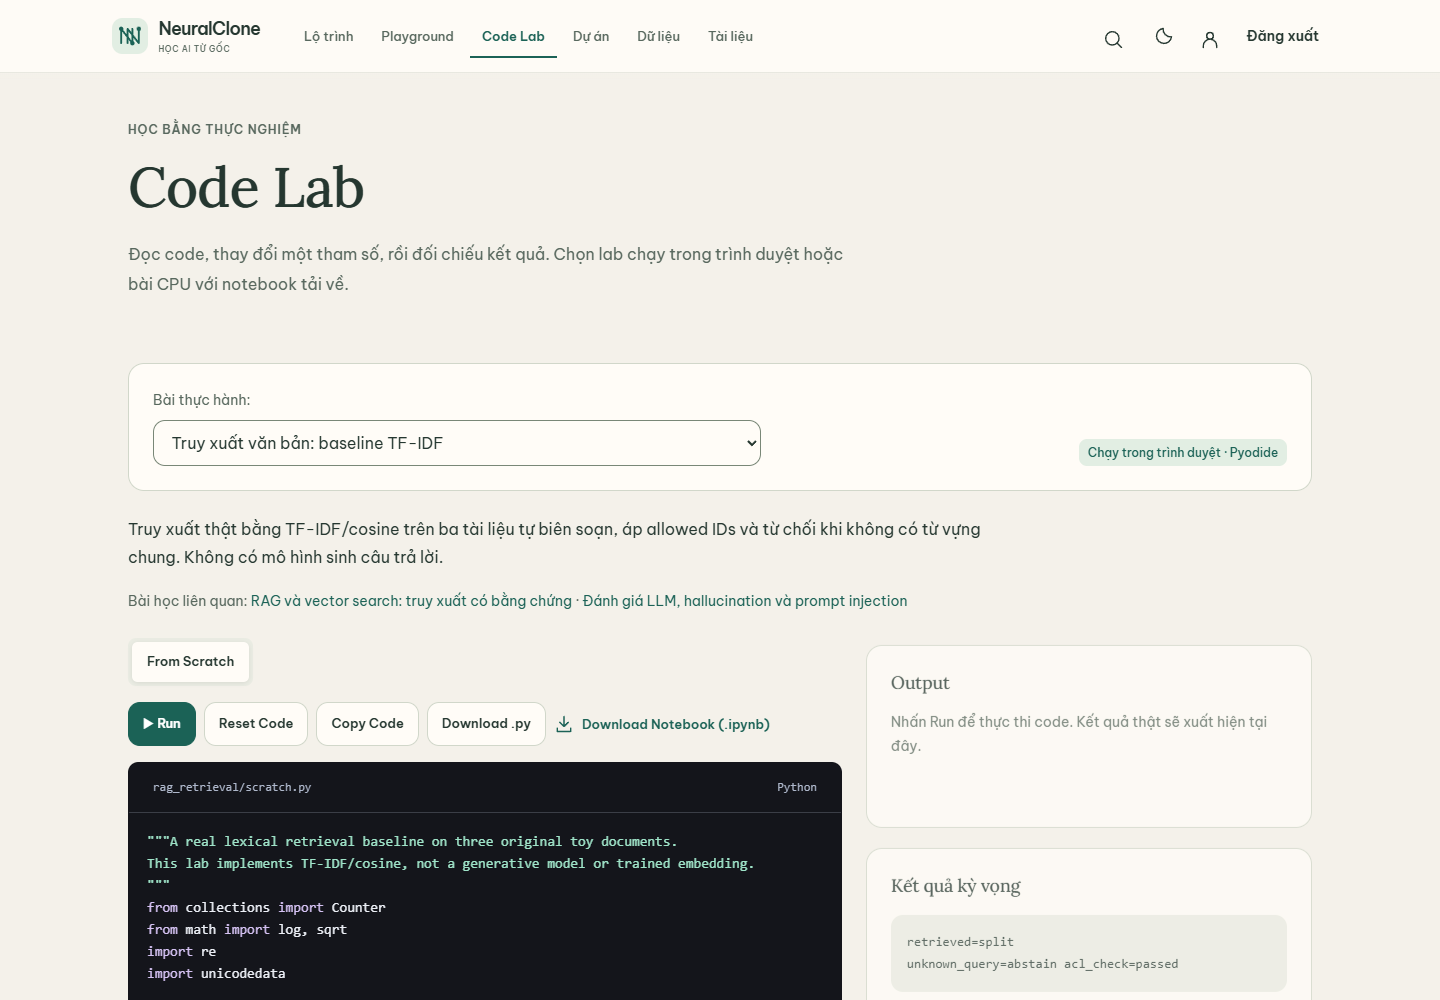 NeuralClone
HỌC AI TỪ GỐC
Lộ trình
Playground
Code Lab
Dự án
Dữ liệu
Tài liệu
Đăng xuất
HỌC BẰNG THỰC NGHIỆM
Code Lab
Đọc code, thay đổi một tham số, rồi đối chiếu kết quả. Chọn lab chạy trong trình duyệt hoặc
bài CPU với notebook tải về.
Bài thực hành:
Truy xuất văn bản: baseline TF-IDF
Chạy trong trình duyệt · Pyodide
Truy xuất thật bằng TF-IDF/cosine trên ba tài liệu tự biên soạn, áp allowed IDs và từ chối khi không có từ vựng
chung. Không có mô hình sinh câu trả lời.
Bài học liên quan: RAG và vector search: truy xuất có bằng chứng · Đánh giá LLM, hallucination và prompt injection
From Scratch
▶ Run
Reset Code
Copy Code
Download .py
Download Notebook (.ipynb)
rag_retrieval/scratch.py
Python
"""A real lexical retrieval baseline on three original toy documents.
This lab implements TF-IDF/cosine, not a generative model or trained embedding.
"""
from collections import Counter
from math import log, sqrt
import re
import unicodedata
Output
Nhấn Run để thực thi code. Kết quả thật sẽ xuất hiện tại
đây.
Kết quả kỳ vọng
retrieved=split
unknown_query=abstain acl_check=passed